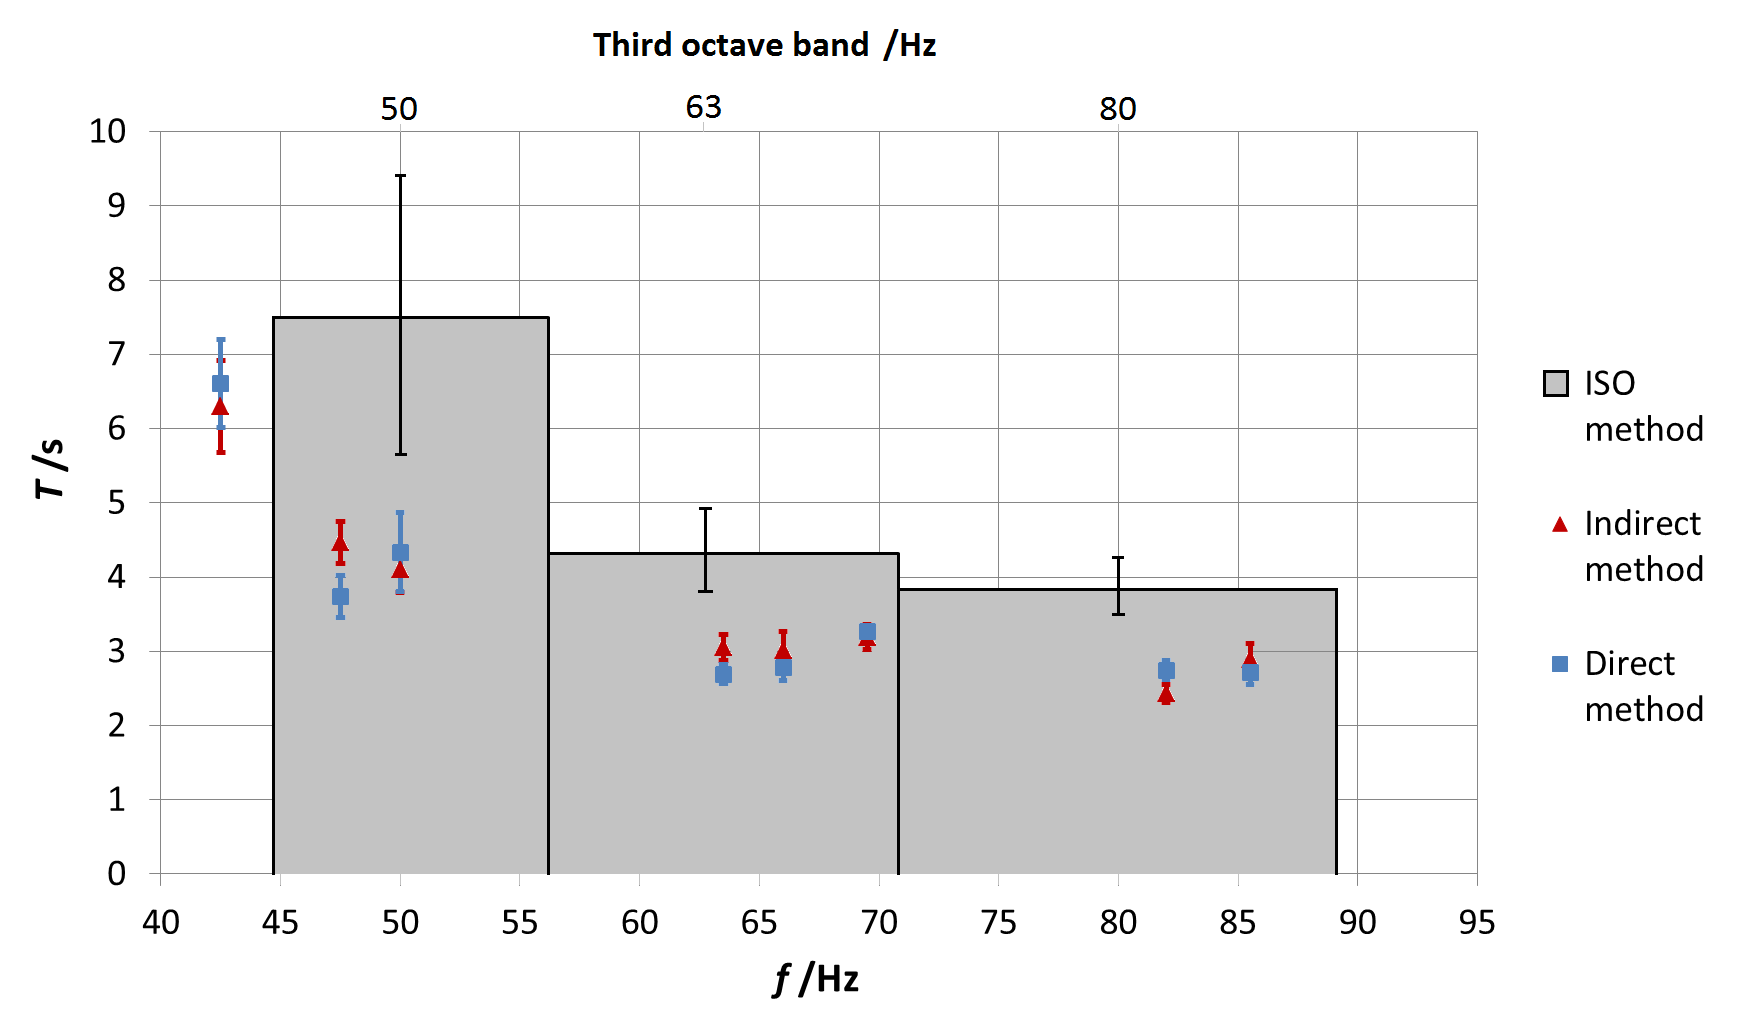 Third octave band /Hz
50 63 80
10
9
8
7
6
5
4
3
2
1
0
T /s
40 45 50 55 60 65 70 75 80 85 90 95
f /Hz
ISO
method
Indirect
method
Direct
method